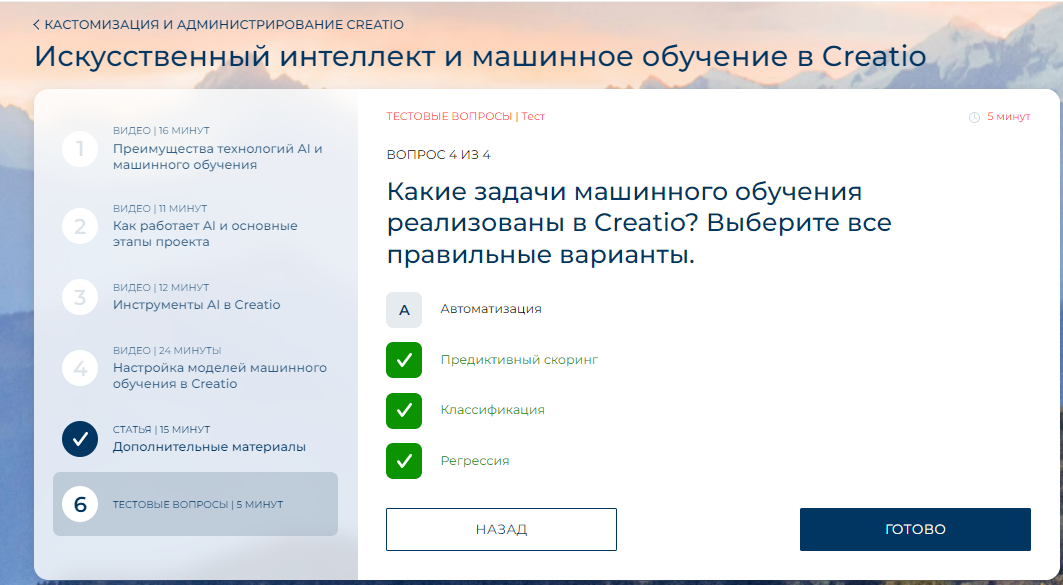 < КАСТОМИЗАЦИЯ И АДМИНИСТРИРОВАНИЕ CREATIO
Искусственный интеллект и машинное обучение в Creatio
1
ВИДЕО | 16 МИНУТ
Преимущества технологий AI и
машинного обучения
2
ВИДЕО | 11 МИНУТ
Как работает AI и основные
этапы проекта
3
ВИДЕО | 12 МИНУТ
Инструменты AI в Creatio
4
ВИДЕО | 24 МИНУТЫ
Настройка моделей машинного
обучения в Creatio
СТАТЬЯ | 15 МИНУТ
Дополнительные материалы
6
ТЕСТОВЫЕ ВОПРОСЫ | 5 МИНУТ
ТЕСТОВЫЕ ВОПРОСЫ | Тест
5 минут
ВОПРОС 4 ИЗ 4
Какие задачи машинного обучения
реализованы в Creatio? Выберите все
правильные варианты.
A Автоматизация
Предиктивный скоринг
Классификация
Регрессия
НАЗАД
ГОТОВО